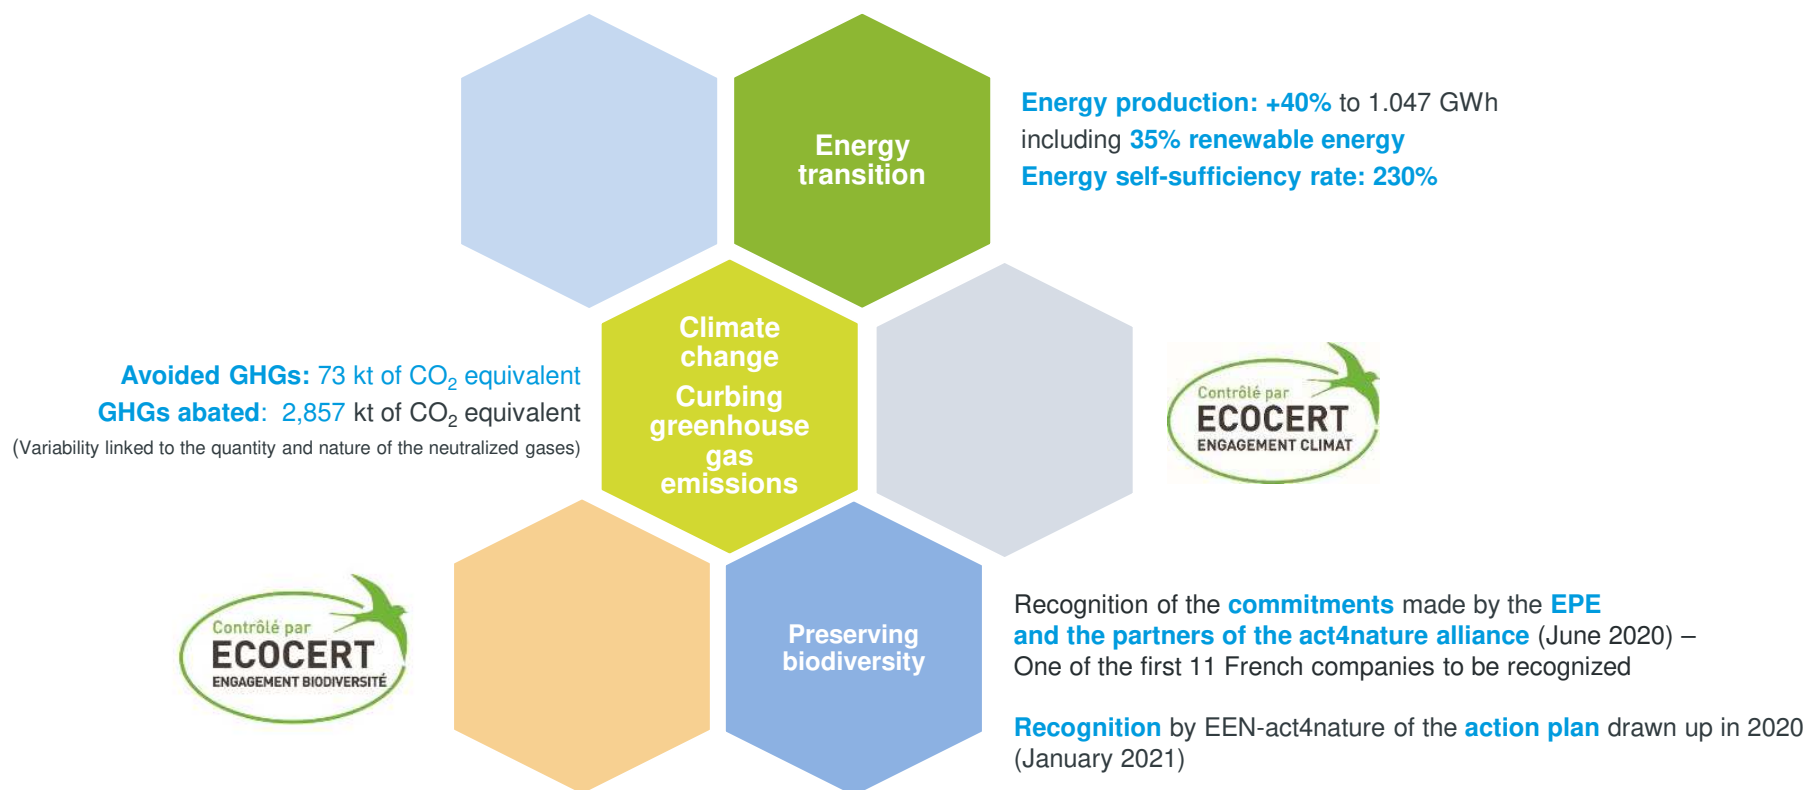 Energy
transition
Energy production: +40% to 1.047 GWh
including 35% renewable energy
Energy self-sufficiency rate: 230%
Climate
change
Curbing
greenhouse
gas
emissions
Avoided GHGs: 73 kt of CO₂ equivalent
GHGs abated: 2,857 kt of CO₂ equivalent
(Variability linked to the quantity and nature of the neutralized gases)
Contrôlé par
ECOCERT
ENGAGEMENT CLIMAT
Contrôlé par
ECOCERT
ENGAGEMENT BIODIVERSITÉ
Preserving
biodiversity
Recognition of the commitments made by the EPE
and the partners of the act4nature alliance (June 2020) –
One of the first 11 French companies to be recognized
Recognition by EEN-act4nature of the action plan drawn up in 2020
(January 2021)